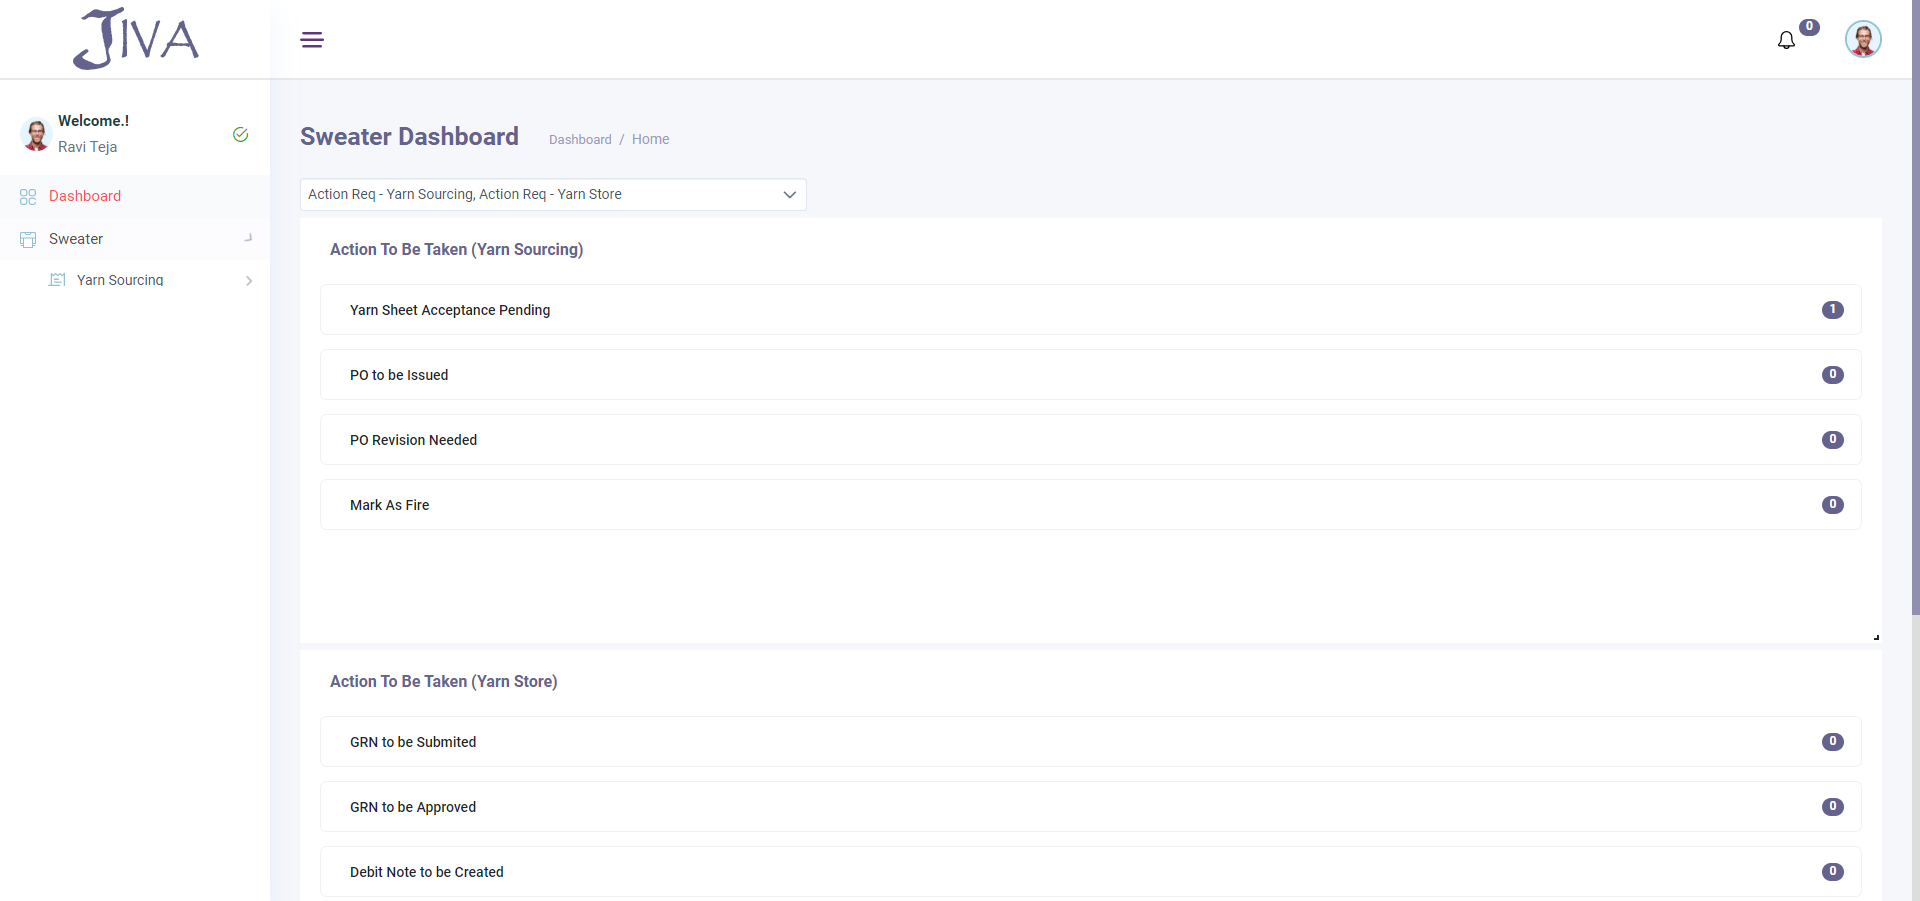 JIVA
0
Welcome.!
Ravi Teja
Dashboard
Sweater
Yarn Sourcing
Sweater Dashboard
Dashboard / Home
Action Req - Yarn Sourcing, Action Req - Yarn Store
Action To Be Taken (Yarn Sourcing)
Yarn Sheet Acceptance Pending 1
PO to be Issued 0
PO Revision Needed 0
Mark As Fire 0
Action To Be Taken (Yarn Store)
GRN to be Submited 0
GRN to be Approved 0
Debit Note to be Created 0